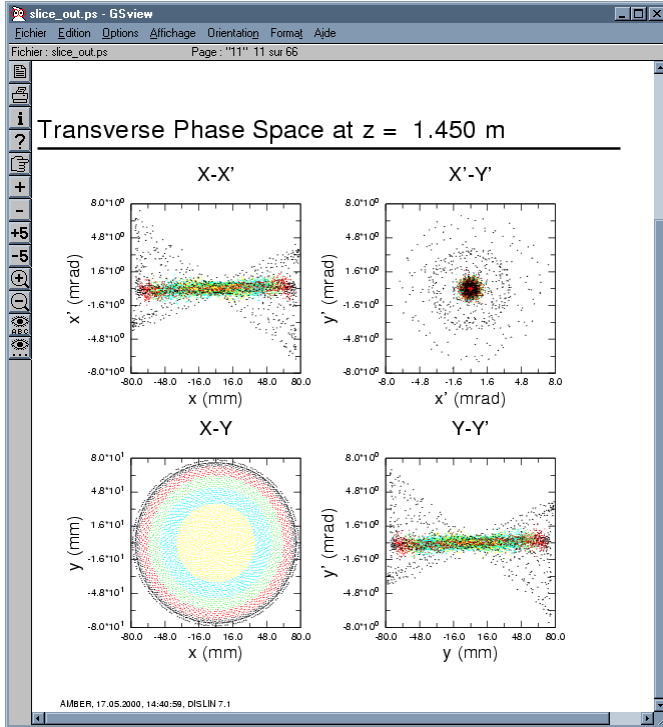 slice_out.ps - GSview
Fichier Edition Options Affichage Orientation Format Ajde
Fichier : slice_out.ps Page : "11" 11 sur 66
i
?
+
-
+5
-5
ABC
Transverse Phase Space at z = 1.450 m
X-X' X'-Y'
8.0*10⁰
4.8*10⁰
1.6*10⁰
-1.6*10⁰
-4.8*10⁰
-8.0*10⁰
x' (mrad)
-80.0 -48.0 -16.0 16.0 48.0 80.0
x (mm)
8.0*10⁰
4.8*10⁰
1.6*10⁰
-1.6*10⁰
-4.8*10⁰
-8.0*10⁰
y' (mrad)
-8.0 -4.8 -1.6 1.6 4.8 8.0
x' (mrad)
X-Y Y-Y'
8.0*10¹
4.8*10¹
1.6*10¹
-1.6*10¹
-4.8*10¹
-8.0*10¹
y (mm)
-80.0 -48.0 -16.0 16.0 48.0 80.0
x (mm)
8.0*10⁰
4.8*10⁰
1.6*10⁰
-1.6*10⁰
-4.8*10⁰
-8.0*10⁰
y' (mrad)
-80.0 -48.0 -16.0 16.0 48.0 80.0
y (mm)
AMBER, 17.05.2000, 14:40:59, DISLIN 7.1